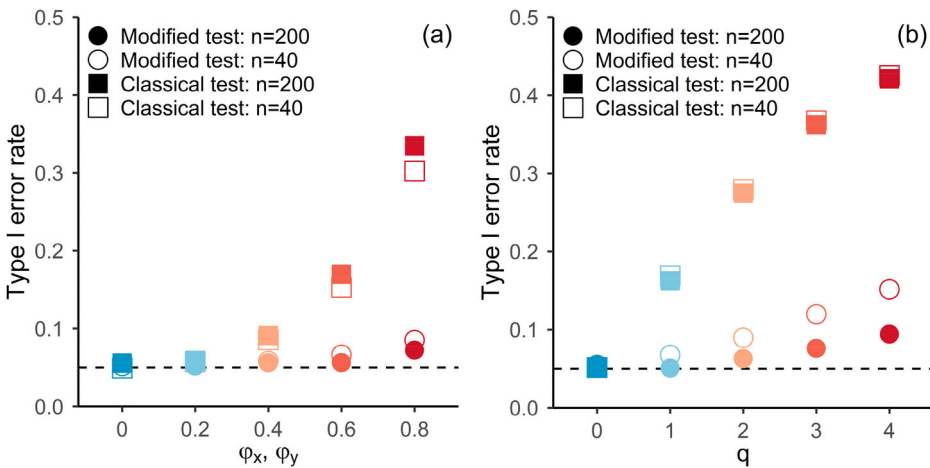 (a)
Modified test: n=200
Modified test: n=40
Classical test: n=200
Classical test: n=40
Type I error rate
0.5
0.4
0.3
0.2
0.1
0.0
0 0.2 0.4 0.6 0.8
φx, φy
(b)
Modified test: n=200
Modified test: n=40
Classical test: n=200
Classical test: n=40
Type I error rate
0.5
0.4
0.3
0.2
0.1
0.0
0 1 2 3 4
q